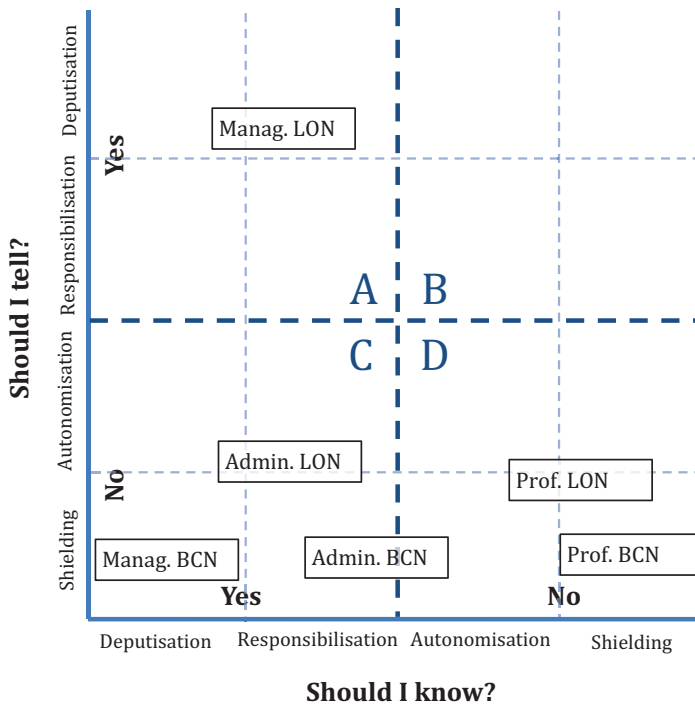 Should I tell?
Deputisation
Responsibilisation
Autonomisation
Shielding
Yes
No
Manag. LON
A B
C D
Admin. LON
Prof. LON
Manag. BCN
Admin. BCN
Prof. BCN
Yes
No
Deputisation
Responsibilisation
Autonomisation
Shielding
Should I know?